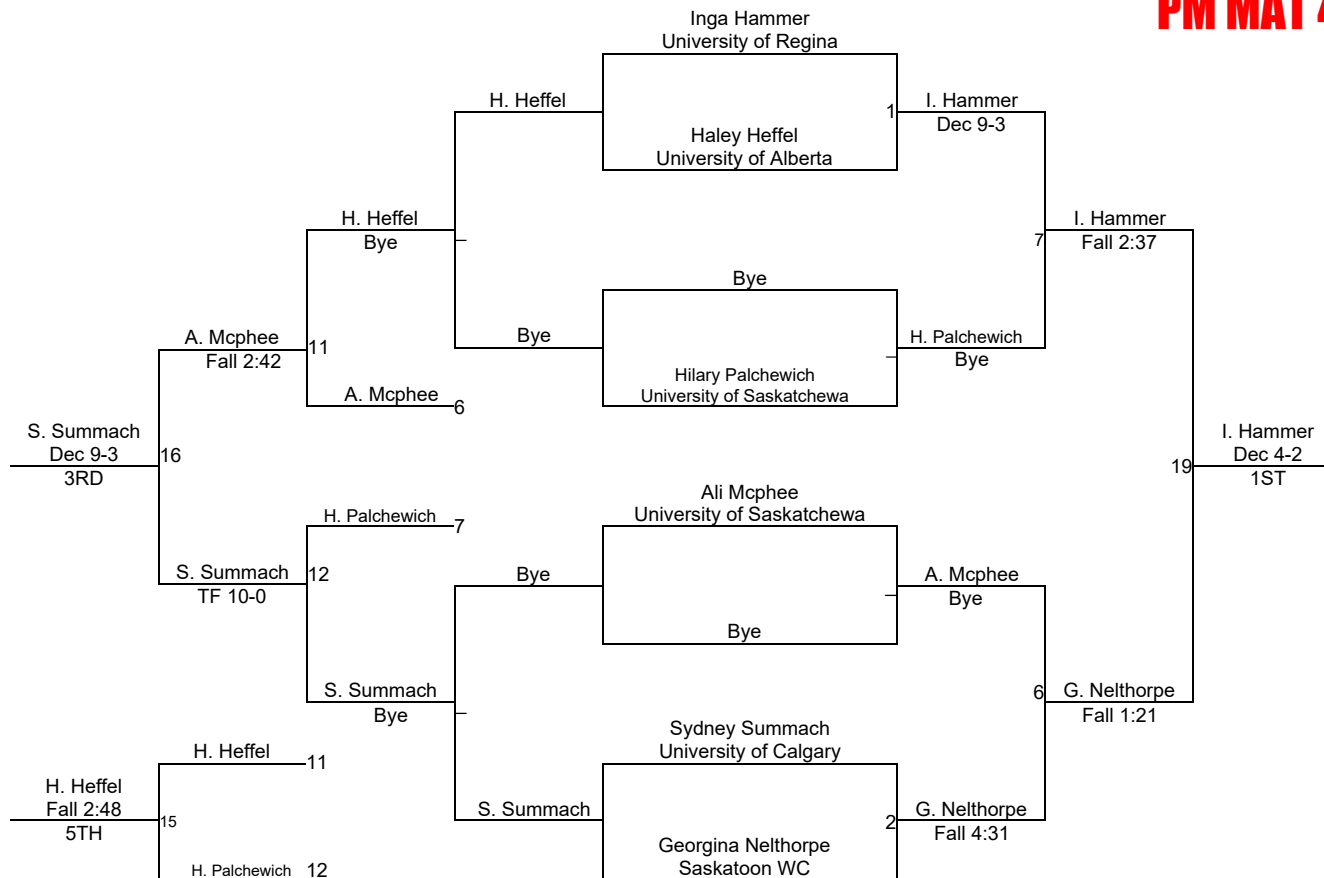 PM MAT 4
Inga Hammer
University of Regina
H. Heffel
1
I. Hammer
Dec 9-3
Haley Heffel
University of Alberta
H. Heffel
Bye
–
7
I. Hammer
Fall 2:37
Bye
A. Mcphee
Fall 2:42
11
Bye
–
H. Palchewich
Bye
Hilary Palchewich
University of Saskatchewa
A. Mcphee
6
S. Summach
Dec 9-3
3RD
16
19
I. Hammer
Dec 4-2
1ST
Ali Mcphee
University of Saskatchewa
H. Palchewich
7
S. Summach
TF 10-0
12
Bye
–
A. Mcphee
Bye
Bye
S. Summach
Bye
–
6
G. Nelthorpe
Fall 1:21
Sydney Summach
University of Calgary
H. Heffel
11
H. Heffel
Fall 2:48
5TH
15
S. Summach
2
G. Nelthorpe
Fall 4:31
Georgina Nelthorpe
Saskatoon WC
H. Palchewich
12